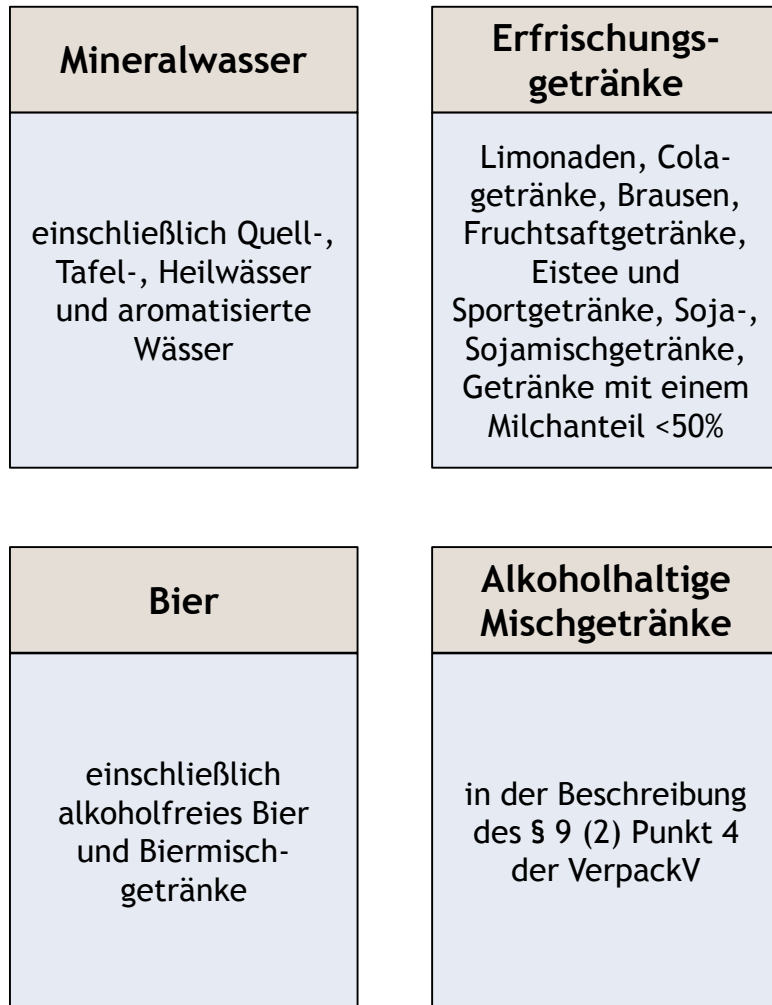 Mineralwasser
einschließlich Quell-,
Tafel-, Heilwässer
und aromatisierte
Wässer
Erfrischungs-
getränke
Limonaden, Cola-
getränke, Brausen,
Fruchtsaftgetränke,
Eistee und
Sportgetränke, Soja-,
Sojamischgetränke,
Getränke mit einem
Milchanteil <50%
Bier
einschließlich
alkoholfreies Bier
und Biermisch-
getränke
Alkoholhaltige
Mischgetränke
in der Beschreibung
des § 9 (2) Punkt 4
der VerpackV